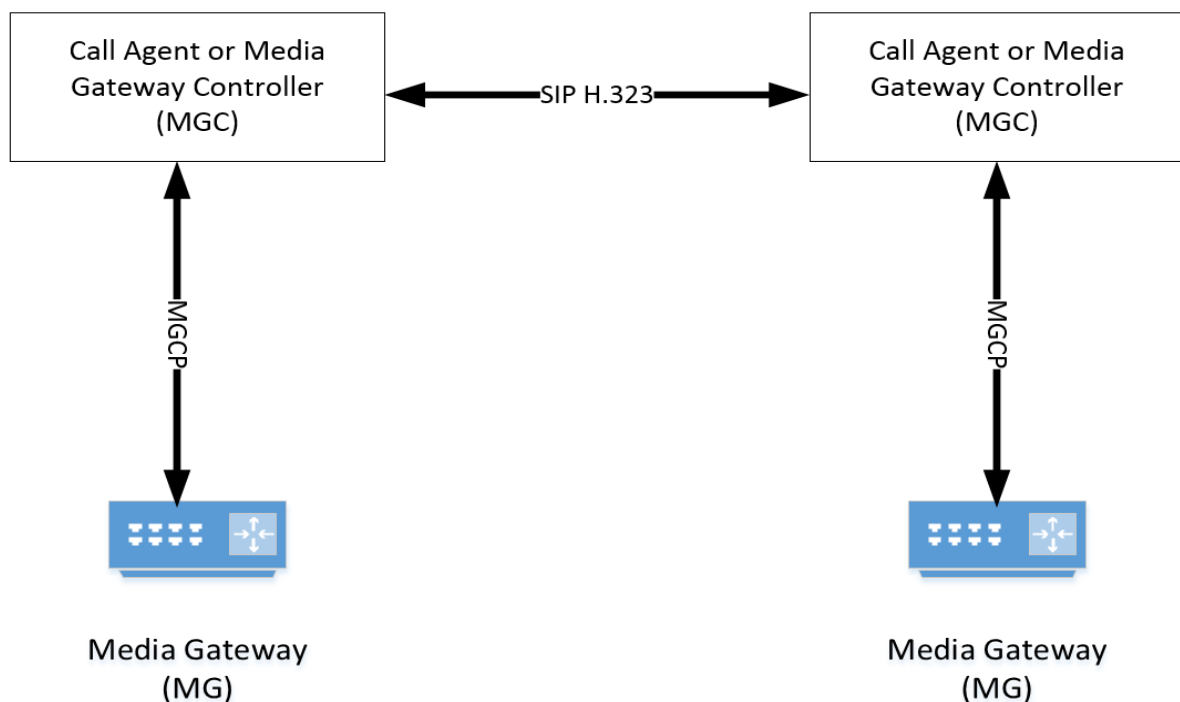 Call Agent or Media
Gateway Controller
(MGC)
SIP H.323
Call Agent or Media
Gateway Controller
(MGC)
MGCP
MGCP
Media Gateway
(MG)
Media Gateway
(MG)